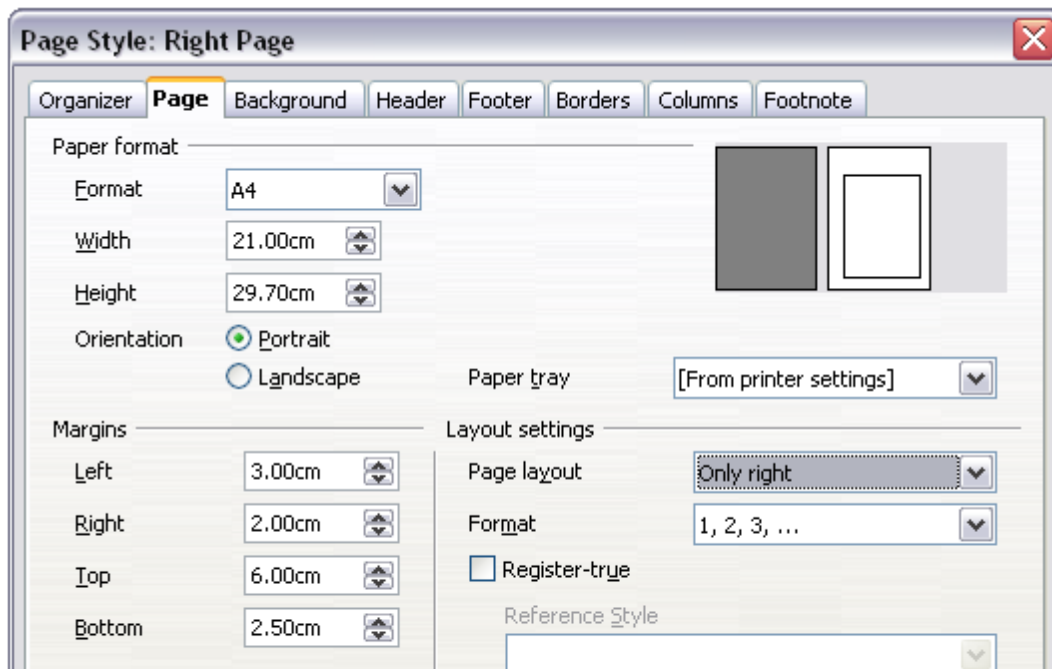 Page Style: Right Page
Organizer Page Background Header Footer Borders Columns Footnote
Paper format
Format A4
Width 21.00cm
Height 29.70cm
Orientation Portrait
Landscape Paper tray [From printer settings]
Margins Layout settings
Left 3.00cm Page layout Only right
Right 2.00cm Format 1, 2, 3, ...
Top 6.00cm Register-true
Bottom 2.50cm Reference Style